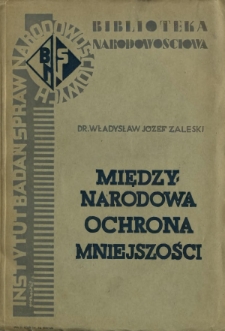 BIBLIOTEKA
NARODOWOŚCIOWA
INSTYTUT BADAŃ SPRAW NARODOWOŚCIOWYCH
DR. WŁADYSŁAW JÓZEF ZALESKI
MIĘDZY-
NARODOWA
OCHRONA
MNIEJSZOŚCI